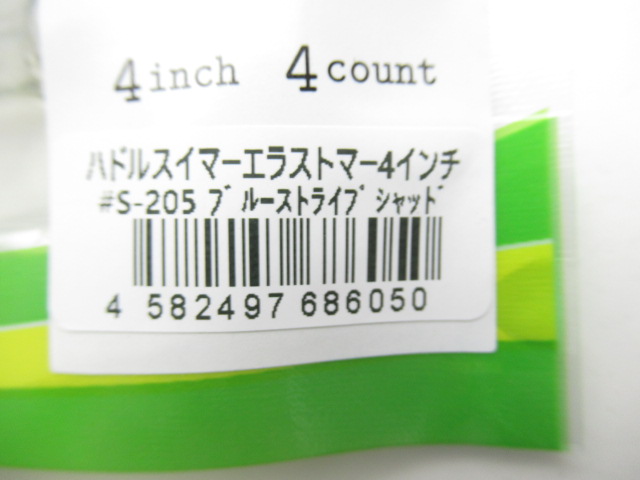 4inch 4count
ハドルスイマーエラストマー4インチ
#S-205 ブルーストライプシャッド
4 582497 686050